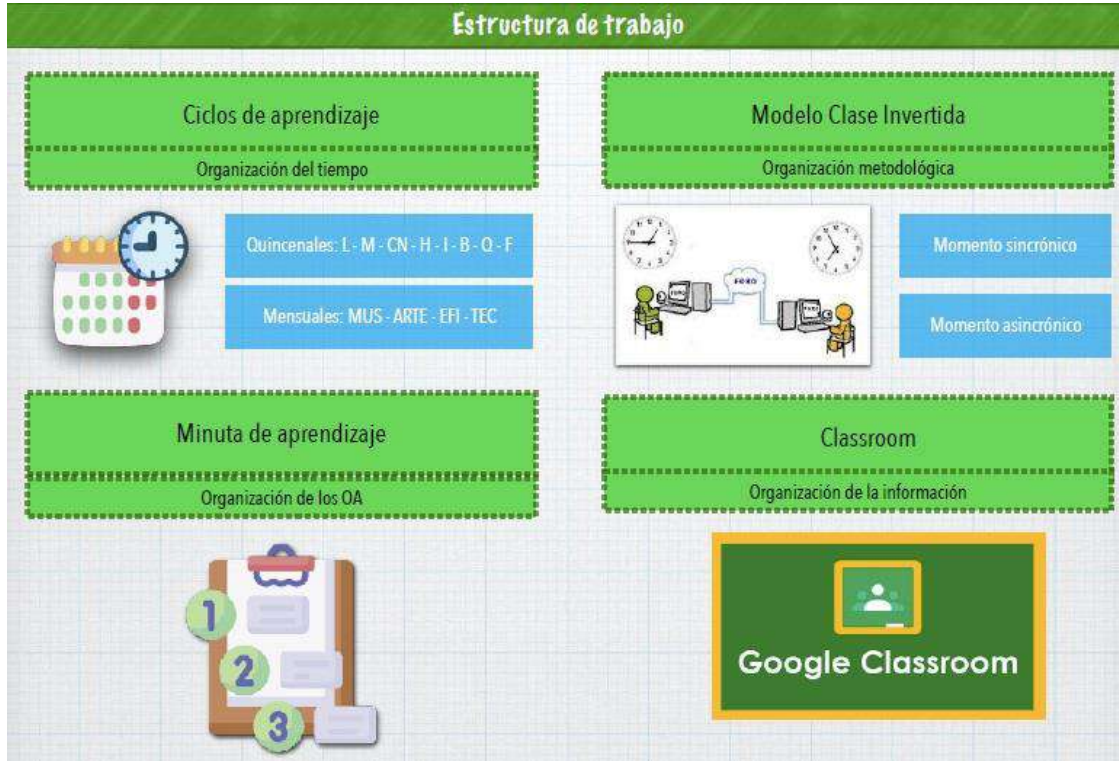 Estructura de trabajo
Ciclos de aprendizaje
Organización del tiempo
Quincenales: L - M - CN - H - I - B - Q - F
Mensuales: MUS - ARTE - EFI - TEC
Modelo Clase Invertida
Organización metodológica
FORO
Momento sincrónico
Momento asincrónico
Minuta de aprendizaje
Organización de los OA
1
2
3
Classroom
Organización de la información
Google Classroom